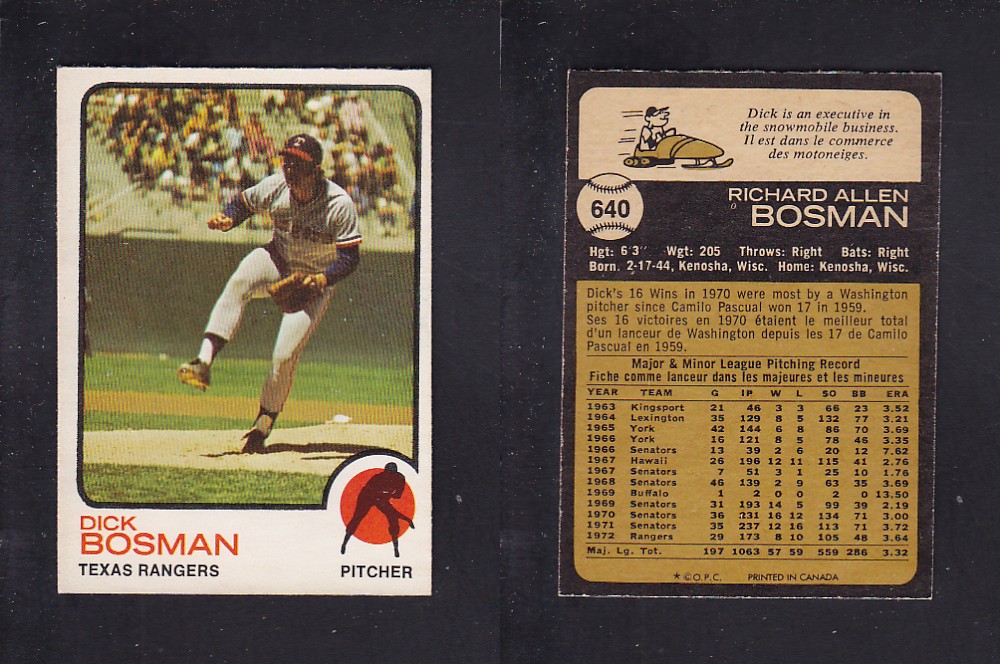 DICK
BOSMAN
TEXAS RANGERS
PITCHER
Dick is an executive in
the snowmobile business.
Il est dans le commerce
des motoneiges.
640
RICHARD ALLEN
BOSMAN
Hgt: 6'3" Wgt: 205 Throws: Right Bats: Right
Born. 2-17-44, Kenosha, Wisc. Home: Kenosha, Wisc.
Dick's 16 Wins in 1970 were most by a Washington
pitcher since Camilo Pascual won 17 in 1959.
Ses 16 victoires en 1970 étaient le meilleur total
d'un lanceur de Washington depuis les 17 de Camilo
Pascual en 1959.
Major & Minor League Pitching Record
Fiche comme lanceur dans les majeures et les mineures
YEAR TEAM G IP W L SO BB ERA
1963 Kingsport 21 46 3 3 66 23 3.52
1964 Lexington 35 129 8 5 132 77 3.21
1965 York 42 144 6 8 86 70 3.69
1966 York 16 121 8 5 78 46 3.35
1966 Senators 13 39 2 6 20 12 7.62
1967 Hawaii 26 196 12 11 115 41 2.76
1967 Senators 7 51 3 1 25 10 1.76
1968 Senators 46 139 2 9 63 35 3.69
1969 Buffalo 1 2 0 0 2 0 13.50
1969 Senators 31 193 14 5 99 39 2.19
1970 Senators 36 231 16 12 134 71 3.00
1971 Senators 35 237 12 16 113 71 3.72
1972 Rangers 29 173 8 10 105 48 3.64
Maj. Lg. Tot. 197 1063 57 59 559 286 3.32
* © O.P.C. PRINTED IN CANADA